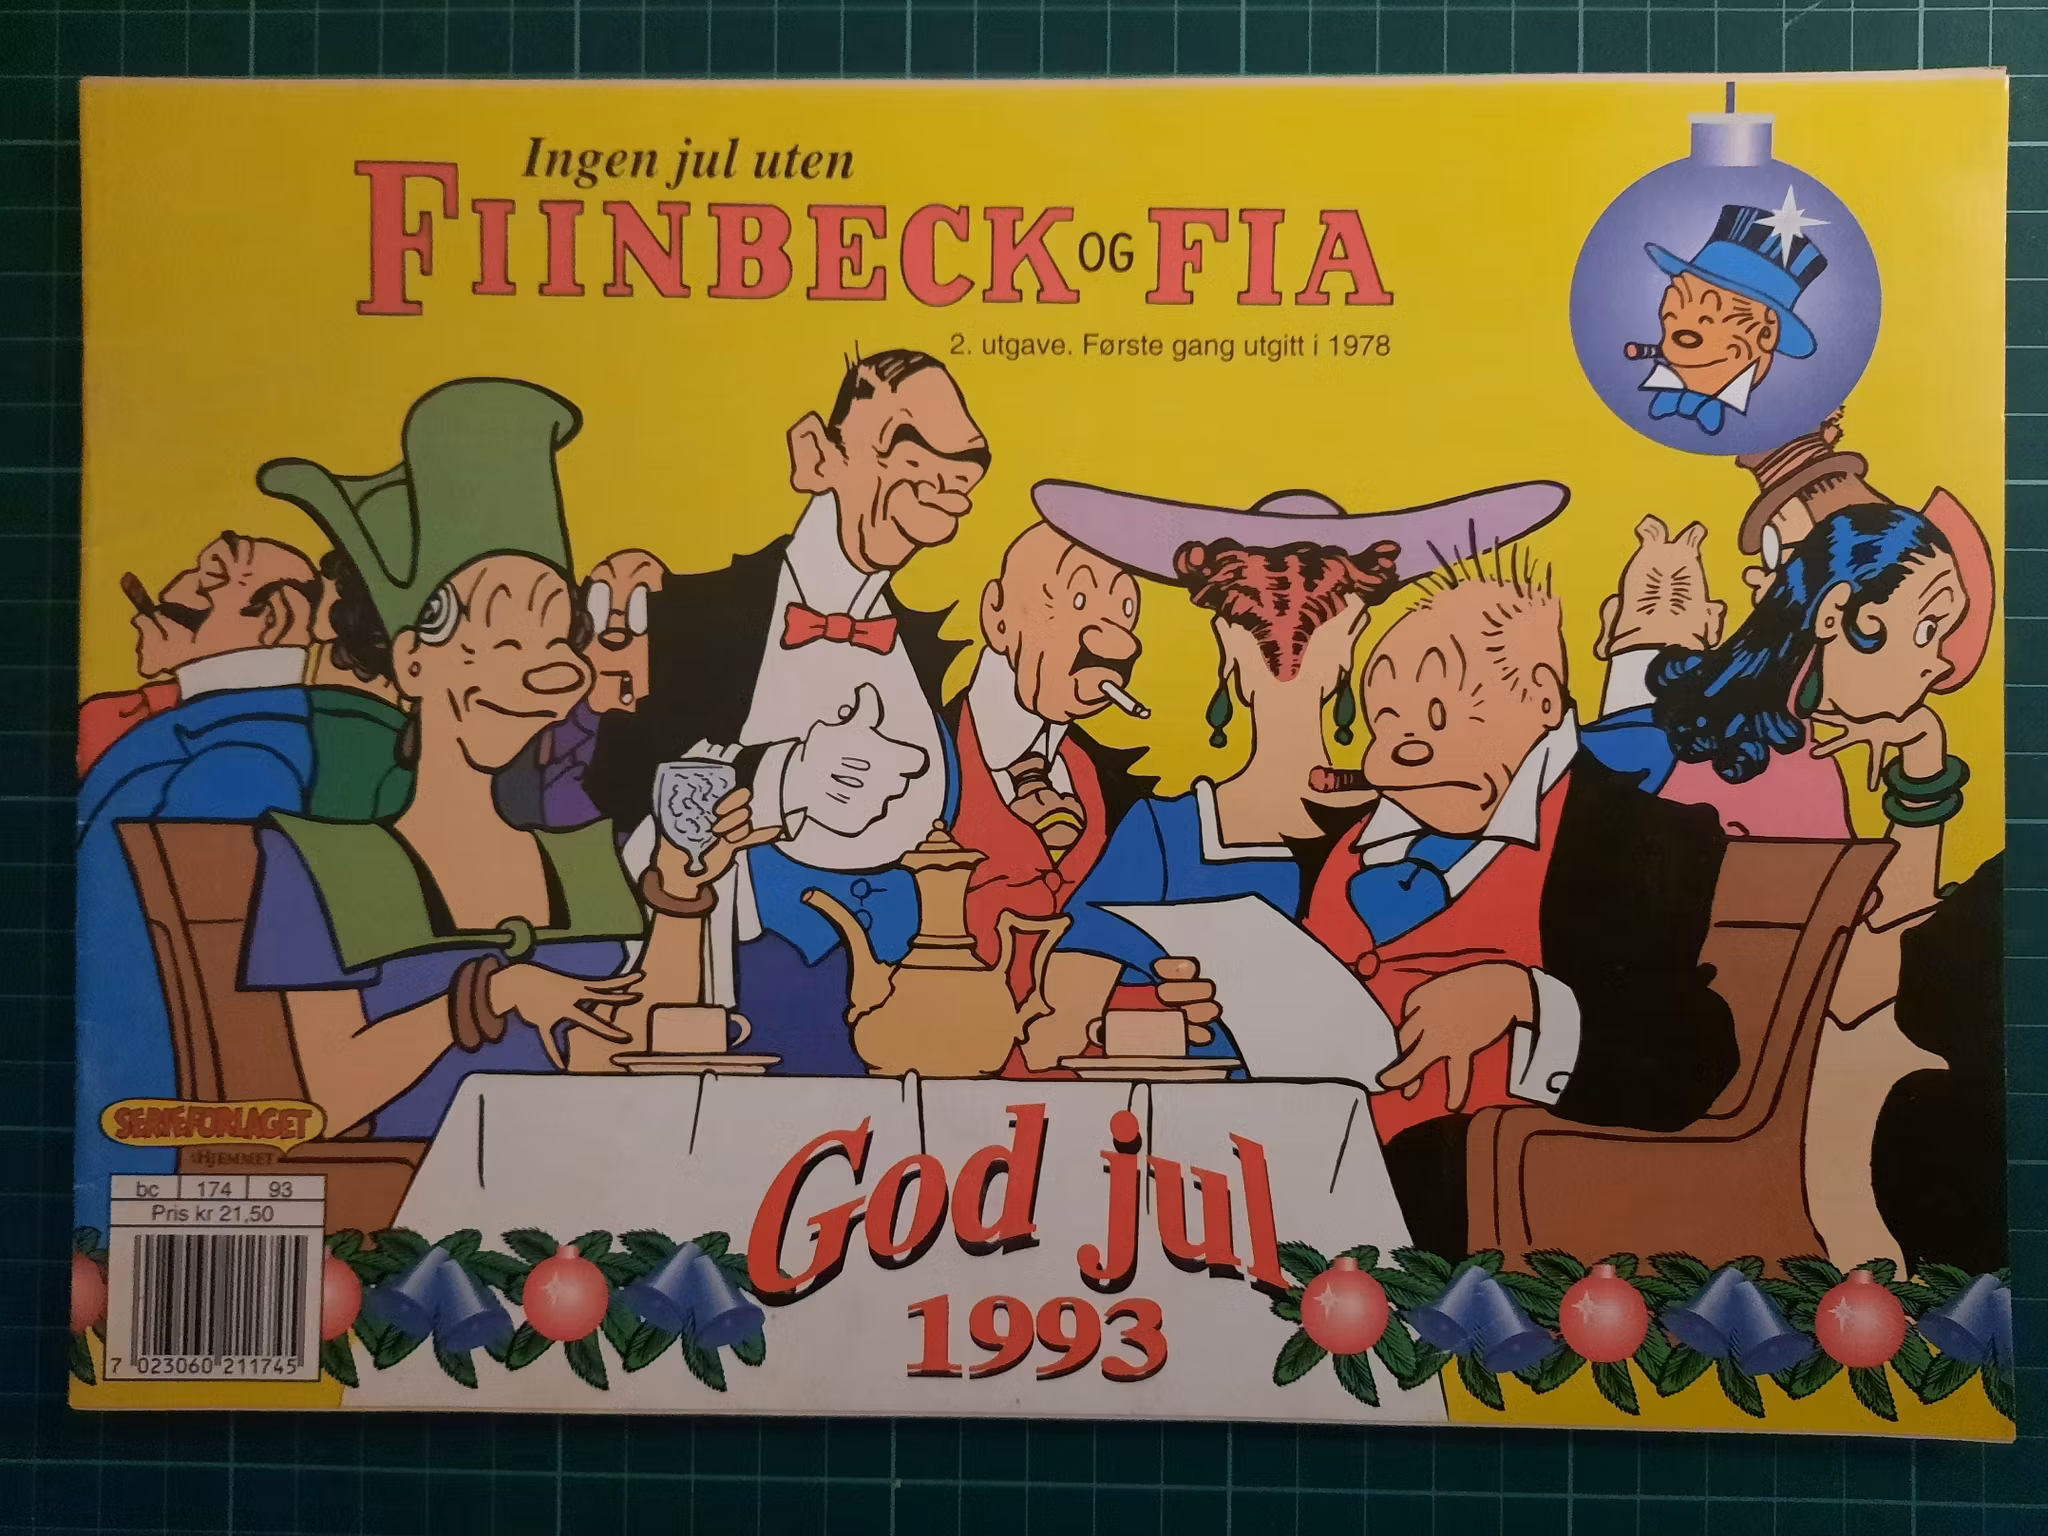 Ingen jul uten
FIINBECK OG FIA
2. utgave. Første gang utgitt i 1978
SERIEFORLAGET
HJEMMET
bc 174 93
Pris kr 21,50
7 023060 211745
God jul
1993